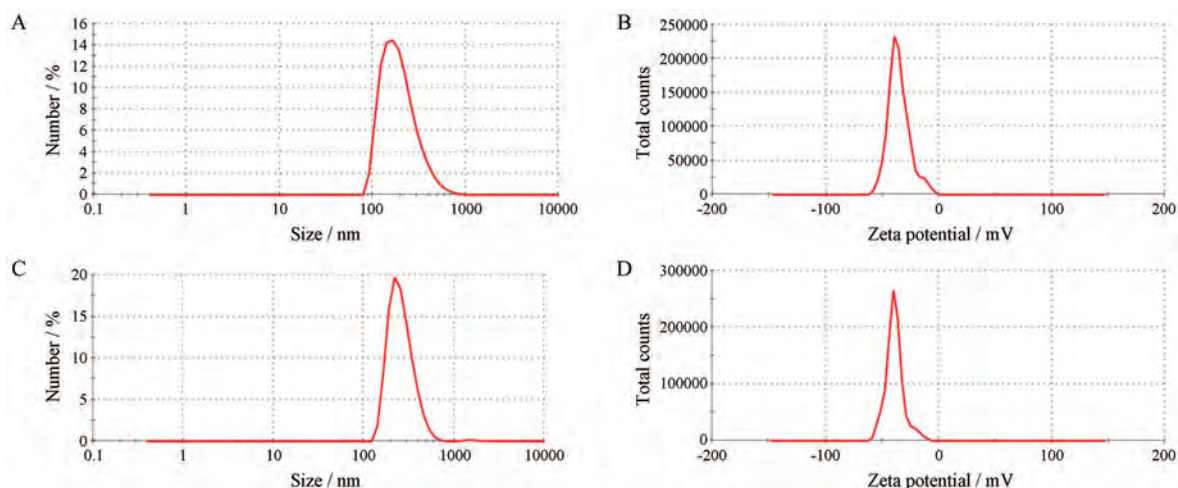 A
Number / %
16
14
12
10
8
6
4
2
0
0.1 1 10 100 1000 10000
Size / nm
B
Total counts
250000
200000
150000
100000
50000
0
-200 -100 0 100 200
Zeta potential / mV
C
Number / %
20
15
10
5
0
0.1 1 10 100 1000 10000
Size / nm
D
Total counts
300000
200000
100000
0
-200 -100 0 100 200
Zeta potential / mV